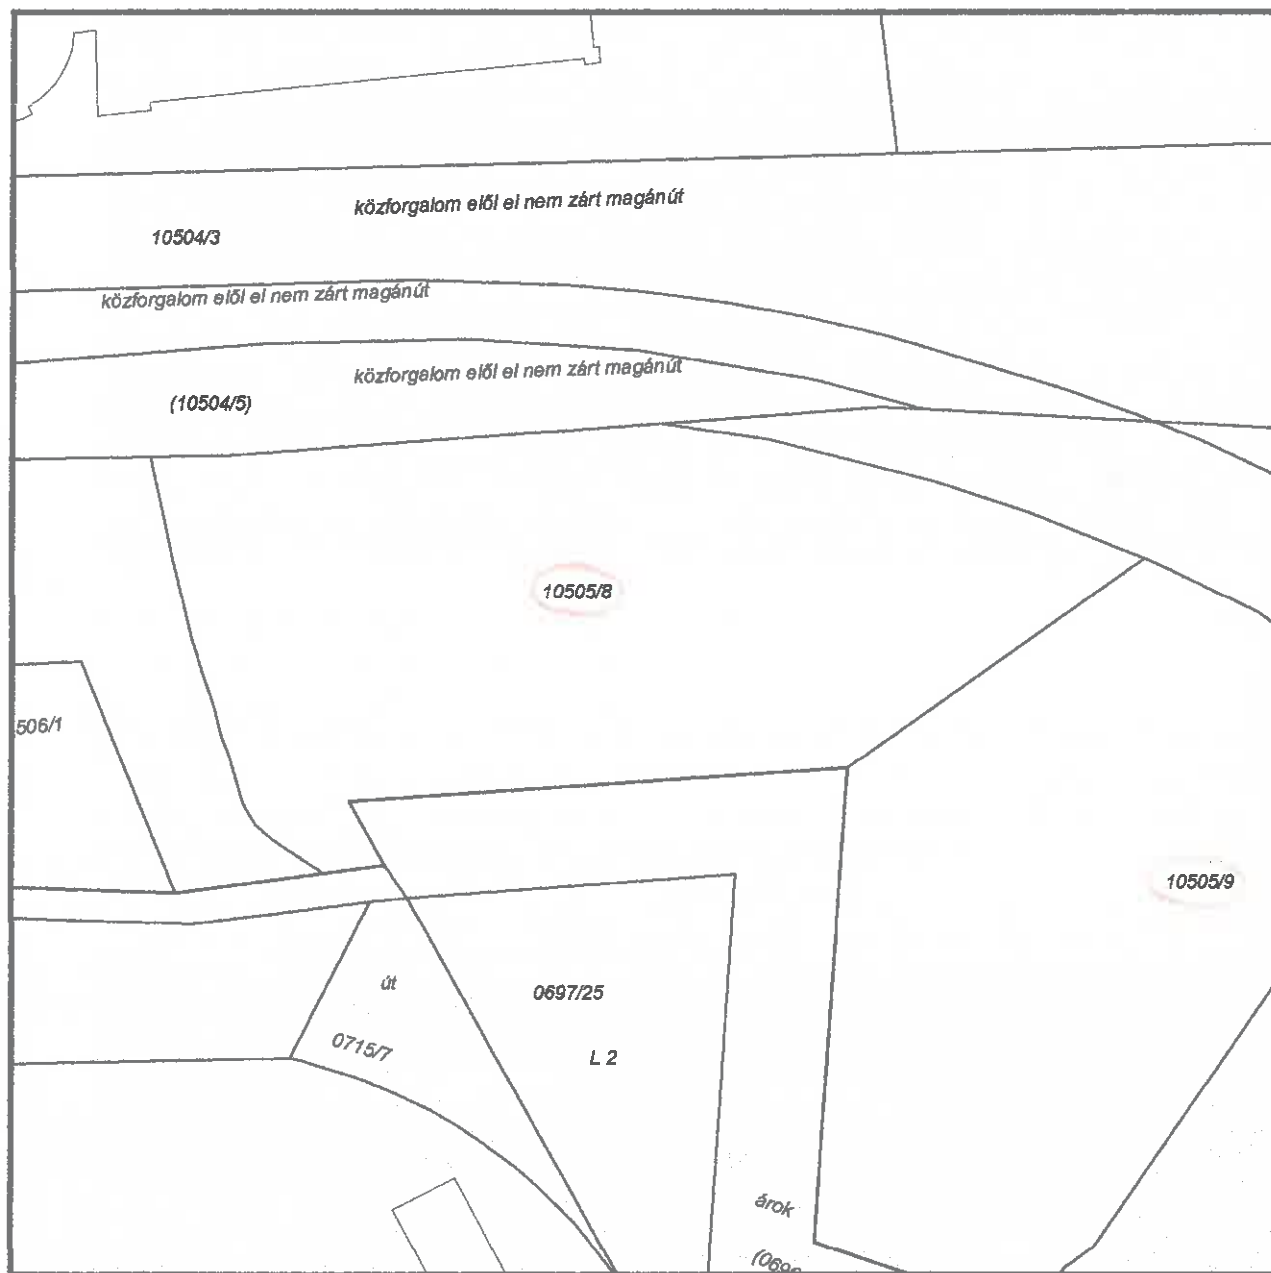 közforgalom elől el nem zárt magánút
10504/3
közforgalom elől el nem zárt magánút
közforgalom elől el nem zárt magánút
(10504/5)
10505/8
506/1
10505/9
út
0697/25
0715/7
L 2
árok
(069